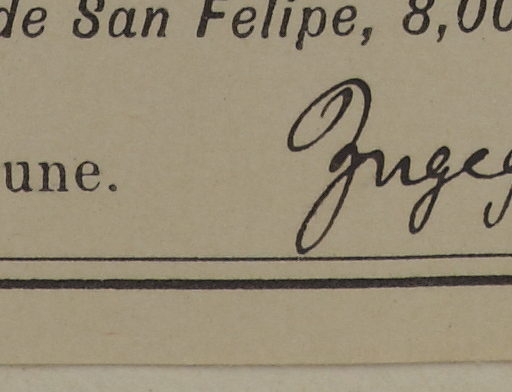 de San Felipe, 8,00
une.